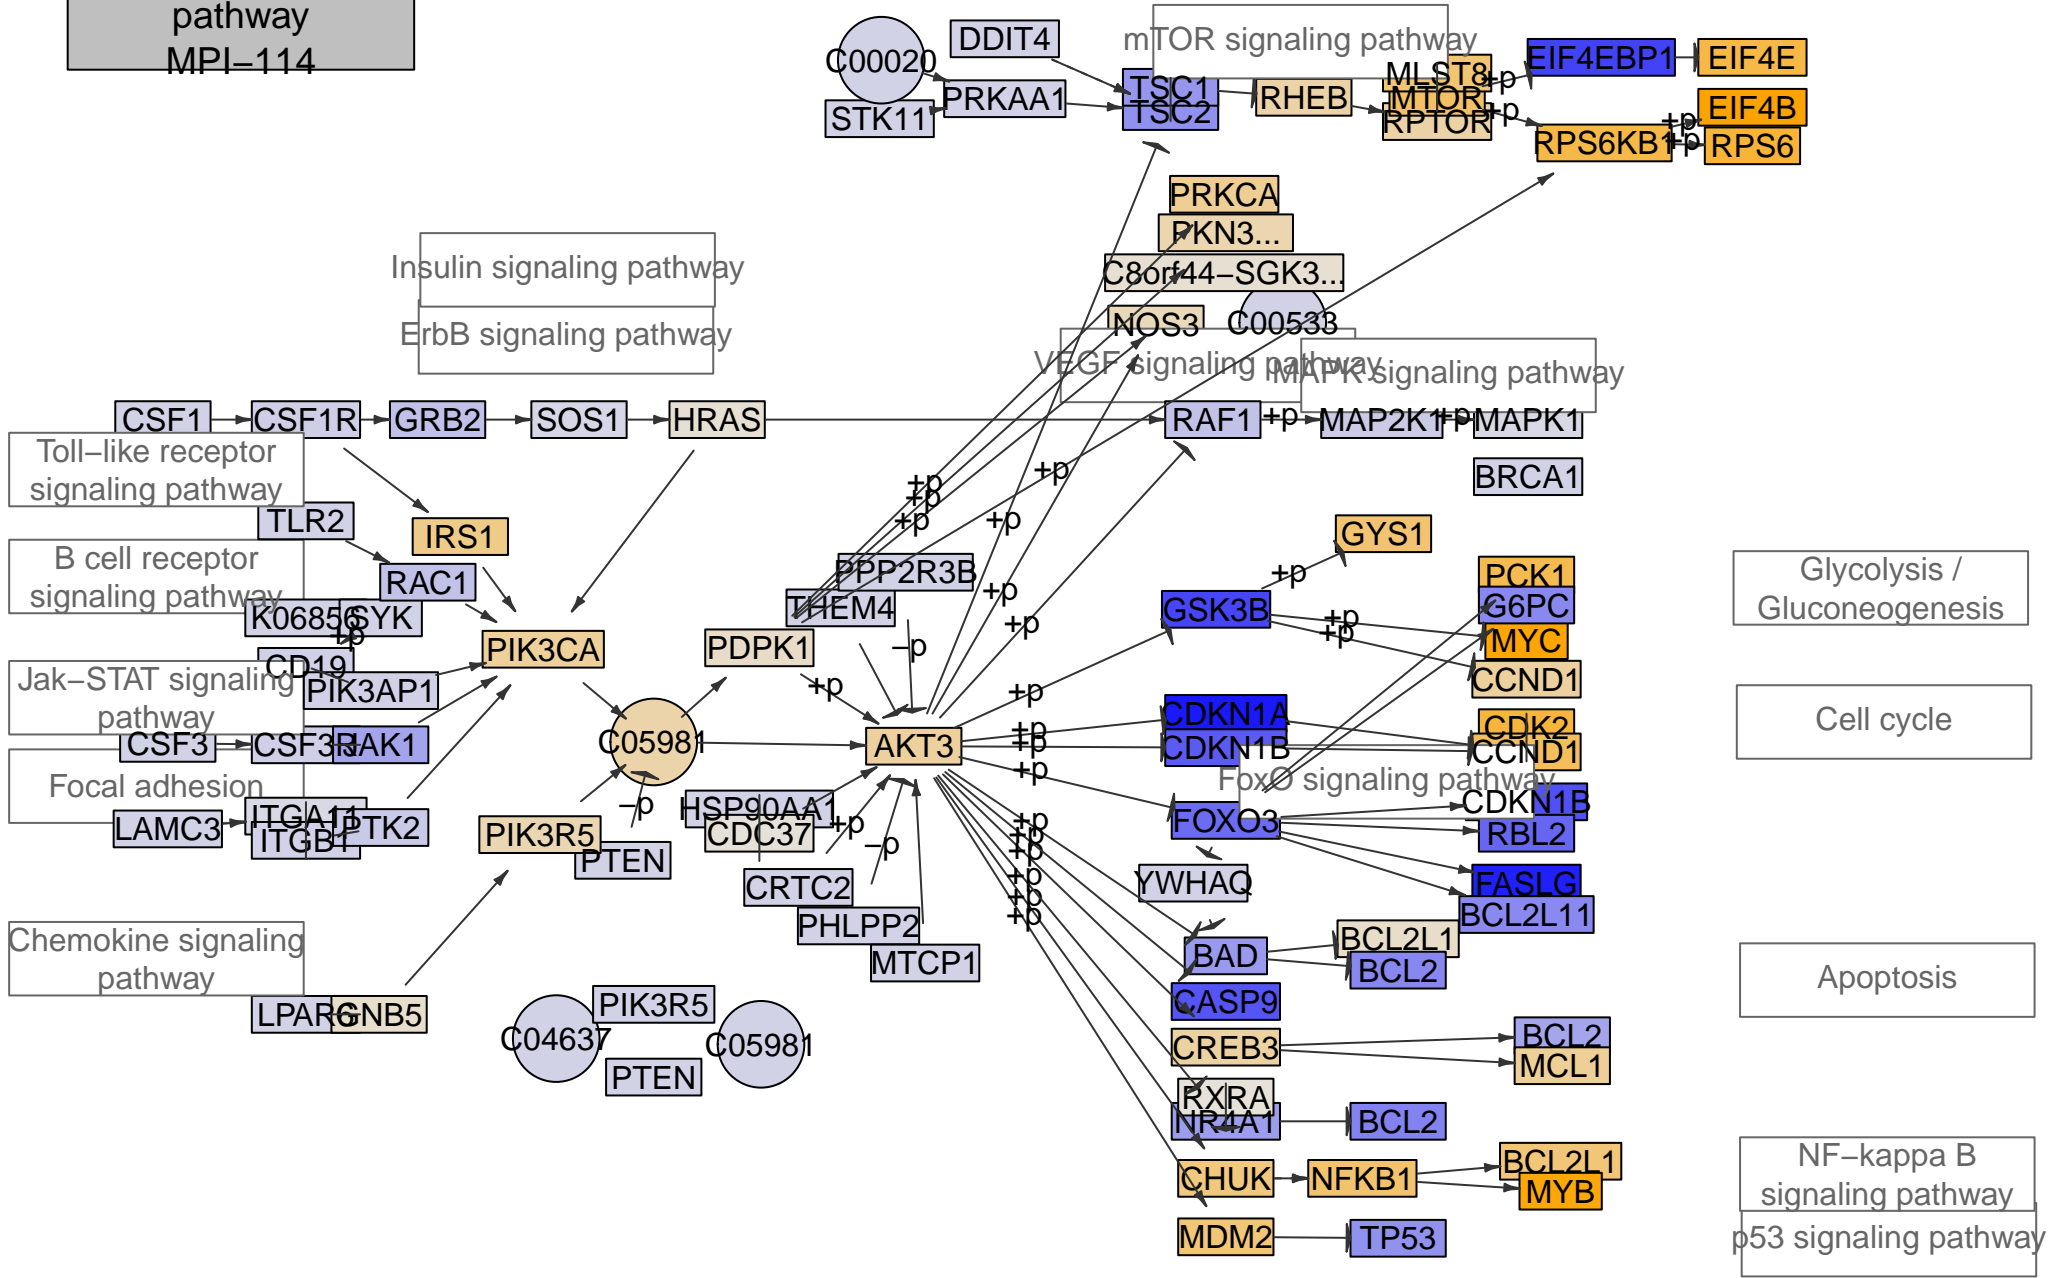 pathway
MPI−114
C00020
DDIT4
STK11
PRKAA1
mTOR signaling pathway
TSC1
TSC2
RHEB
MLST8
MTOR
RPTOR
+p
+p
EIF4EBP1
EIF4E
EIF4B
RPS6KB1
+p
+p
RPS6
PRKCA
PKN3...
C8orf44−SGK3...
NOS3
C00533
Insulin signaling pathway
ErbB signaling pathway
VEGF signaling pathway
MAPK signaling pathway
CSF1
CSF1R
GRB2
SOS1
HRAS
RAF1
+p
MAP2K1
+p
MAPK1
BRCA1
Toll−like receptor
signaling pathway
TLR2
IRS1
+p
+p
+p
+p
+p
GYS1
B cell receptor
signaling pathway
RAC1
K06856
SYK
+p
CD19
PIK3AP1
PIK3CA
PPP2R3B
THEM4
PDPK1
+p
−p
+p
+p
+p
GSK3B
+p
+p
+p
PCK1
G6PC
MYC
CCND1
Glycolysis /
Gluconeogenesis
Jak−STAT signaling
pathway
CSF3
CSF3R
JAK1
C05981
AKT3
+p
+p
+p
CDKN1A
CDKN1B
CDK2
CCND1
Cell cycle
FoxO signaling pathway
Focal adhesion
LAMC3
ITGA11
ITGB1
PTK2
PIK3R5
−p
PTEN
HSP90AA1
CDC37
+p
−p
CRTC2
PHLPP2
MTCP1
+p
+p
+p
+p
+p
+p
FOXO3
CDKN1B
RBL2
YWHAQ
FASLG
BCL2L11
Chemokine signaling
pathway
LPAR6
GNB5
C04637
PIK3R5
PTEN
C05981
BAD
BCL2L1
BCL2
Apoptosis
CASP9
CREB3
BCL2
MCL1
RXRA
NR4A1
BCL2
CHUK
NFKB1
BCL2L1
MYB
NF−kappa B
signaling pathway
MDM2
TP53
p53 signaling pathway